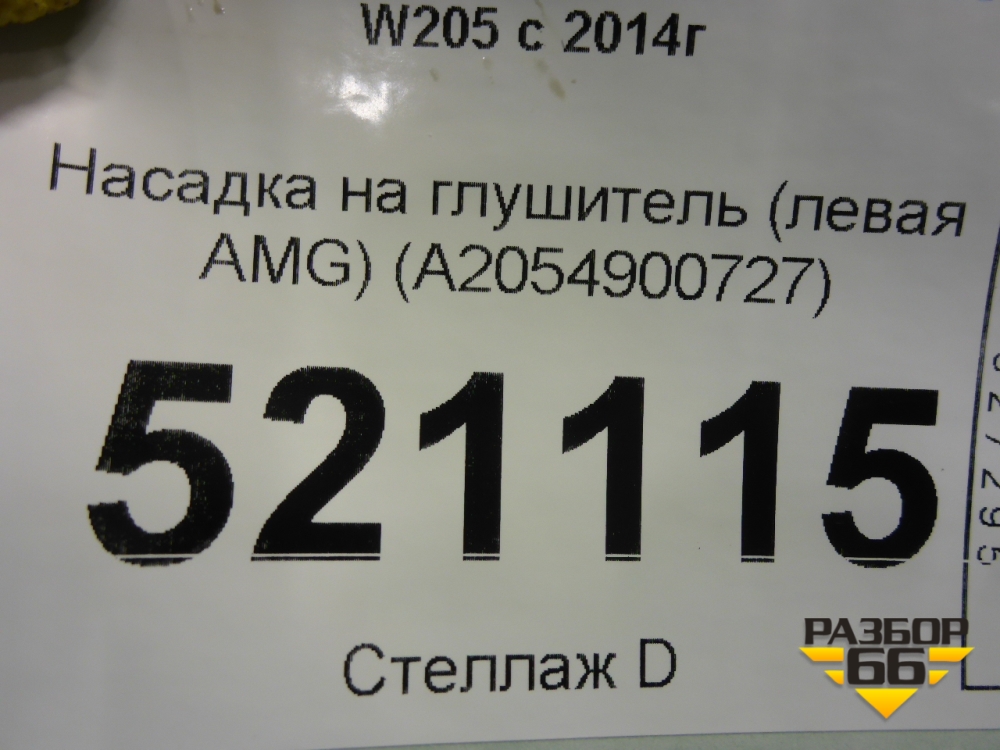 W205 с 2014г
Насадка на глушитель (левая
AMG) (A2054900727)
521115
Стеллаж D
РАЗБОР
66